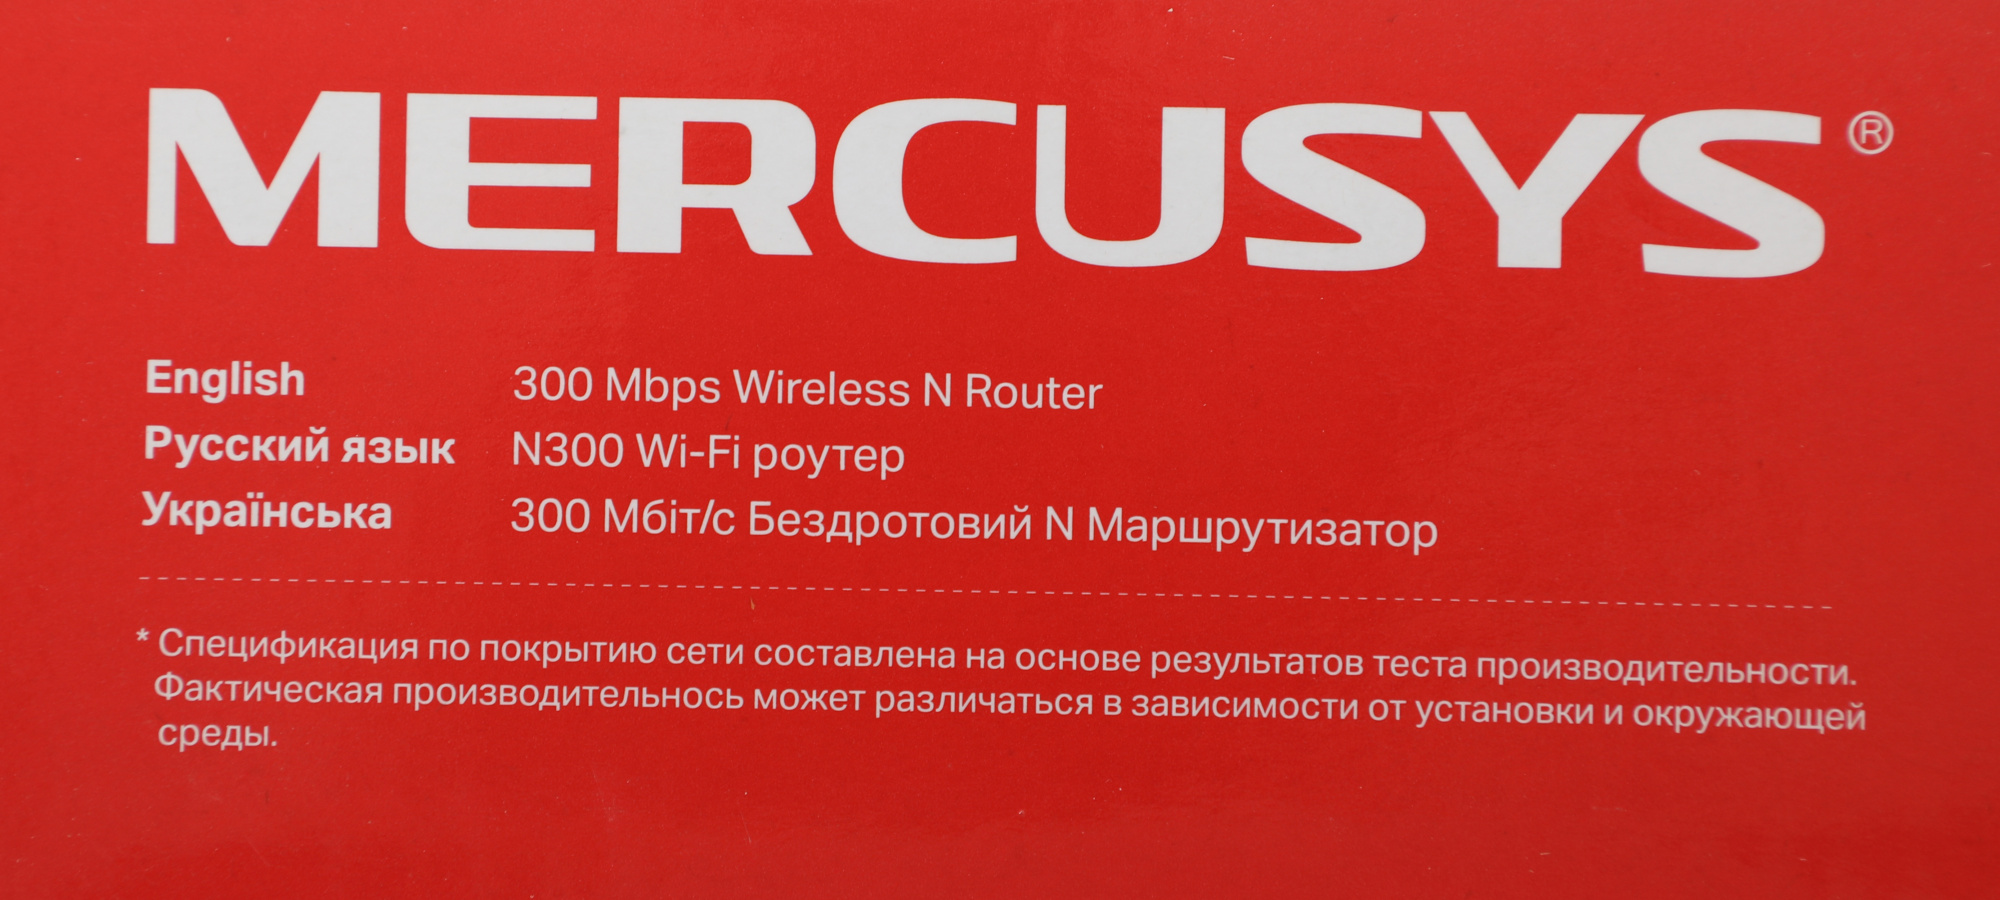 MERCUSYS®
English 300 Mbps Wireless N Router
Русский язык N300 Wi-Fi роутер
Українська 300 Мбіт/с Бездротовий N Маршрутизатор
* Спецификация по покрытию сети составлена на основе результатов теста производительности.
Фактическая производительнось может различаться в зависимости от установки и окружающей
среды.